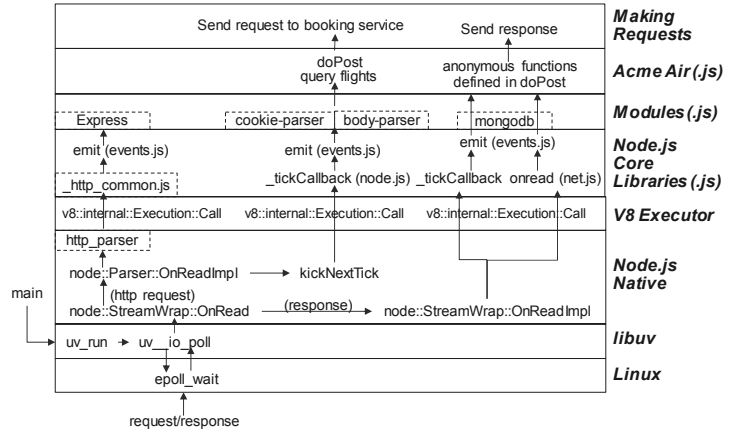 Send request to booking service
Send response
Making
Requests
doPost
query flights
anonymous functions
defined in doPost
Acme Air (.js)
Express
cookie-parser
body-parser
mongodb
Modules (.js)
emit (events.js)
emit (events.js)
emit (events.js)
Node.js
Core
Libraries (.js)
_http_common.js
_tickCallback (node.js)
_tickCallback
onread (net.js)
v8::internal::Execution::Call
v8::internal::Execution::Call
v8::internal::Execution::Call
V8 Executor
http_parser
node::Parser::OnReadImpl
kickNextTick
Node.js
Native
main
(http request)
node::StreamWrap::OnRead
(response)
node::StreamWrap::OnReadImpl
uv_run
uv__io_poll
libuv
epoll_wait
Linux
request/response